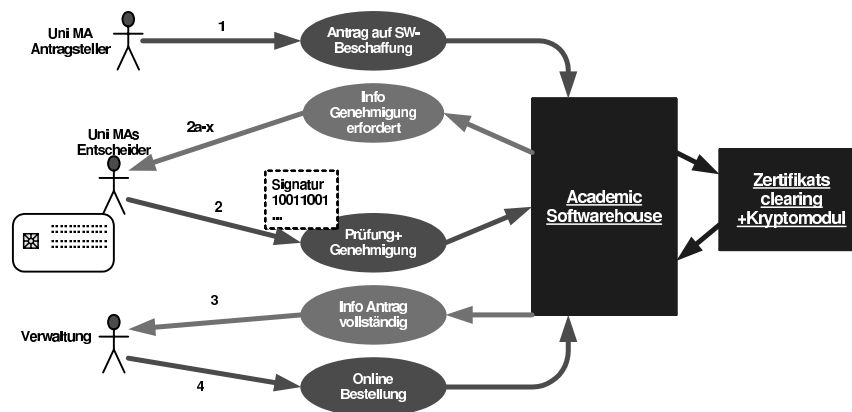 Uni MA
Antragsteller
1
Antrag auf SW-
Beschaffung
Info
Genehmigung
erfordert
2a-x
Uni MAs
Entscheider
Signatur
10011001
...
2
Prüfung+
Genehmigung
Academic
Softwarehouse
Zertifikats
clearing
+Kryptomodul
3
Info Antrag
vollständig
Verwaltung
4
Online
Bestellung